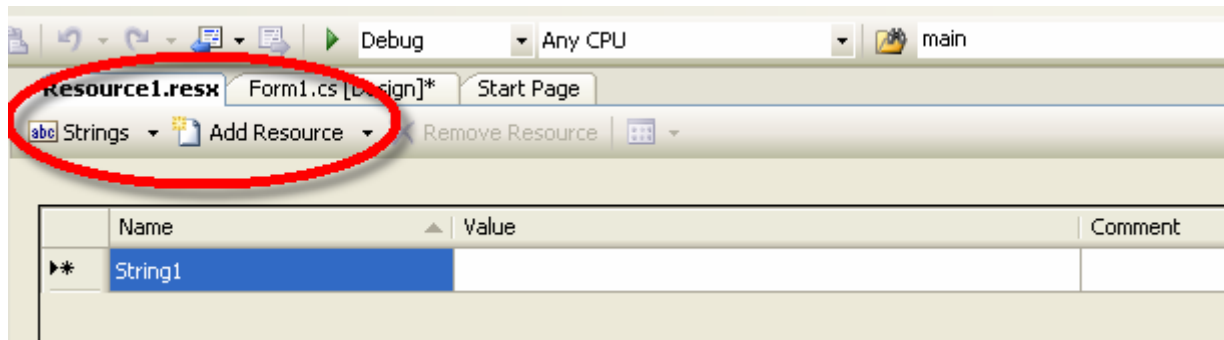 Debug Any CPU main
Resource1.resx Form1.cs [Design]* Start Page
abc Strings Add Resource Remove Resource
Name Value Comment
String1